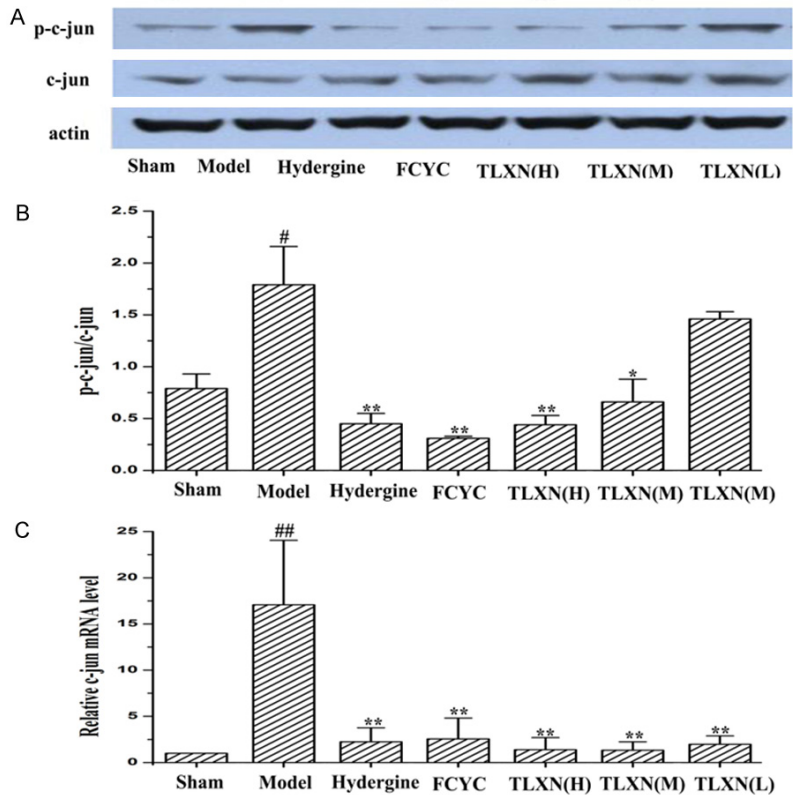 A
p-c-jun
c-jun
actin
Sham Model Hydergine FCYC TLXN(H) TLXN(M) TLXN(L)
B
p-c-jun/c-jun
2.5
2.0
1.5
1.0
0.5
0.0
#
**
**
**
*
Sham Model Hydergine FCYC TLXN(H) TLXN(M) TLXN(M)
C
Relative c-jun mRNA level
25
20
15
10
5
0
##
**
**
**
**
**
Sham Model Hydergine FCYC TLXN(H) TLXN(M) TLXN(L)